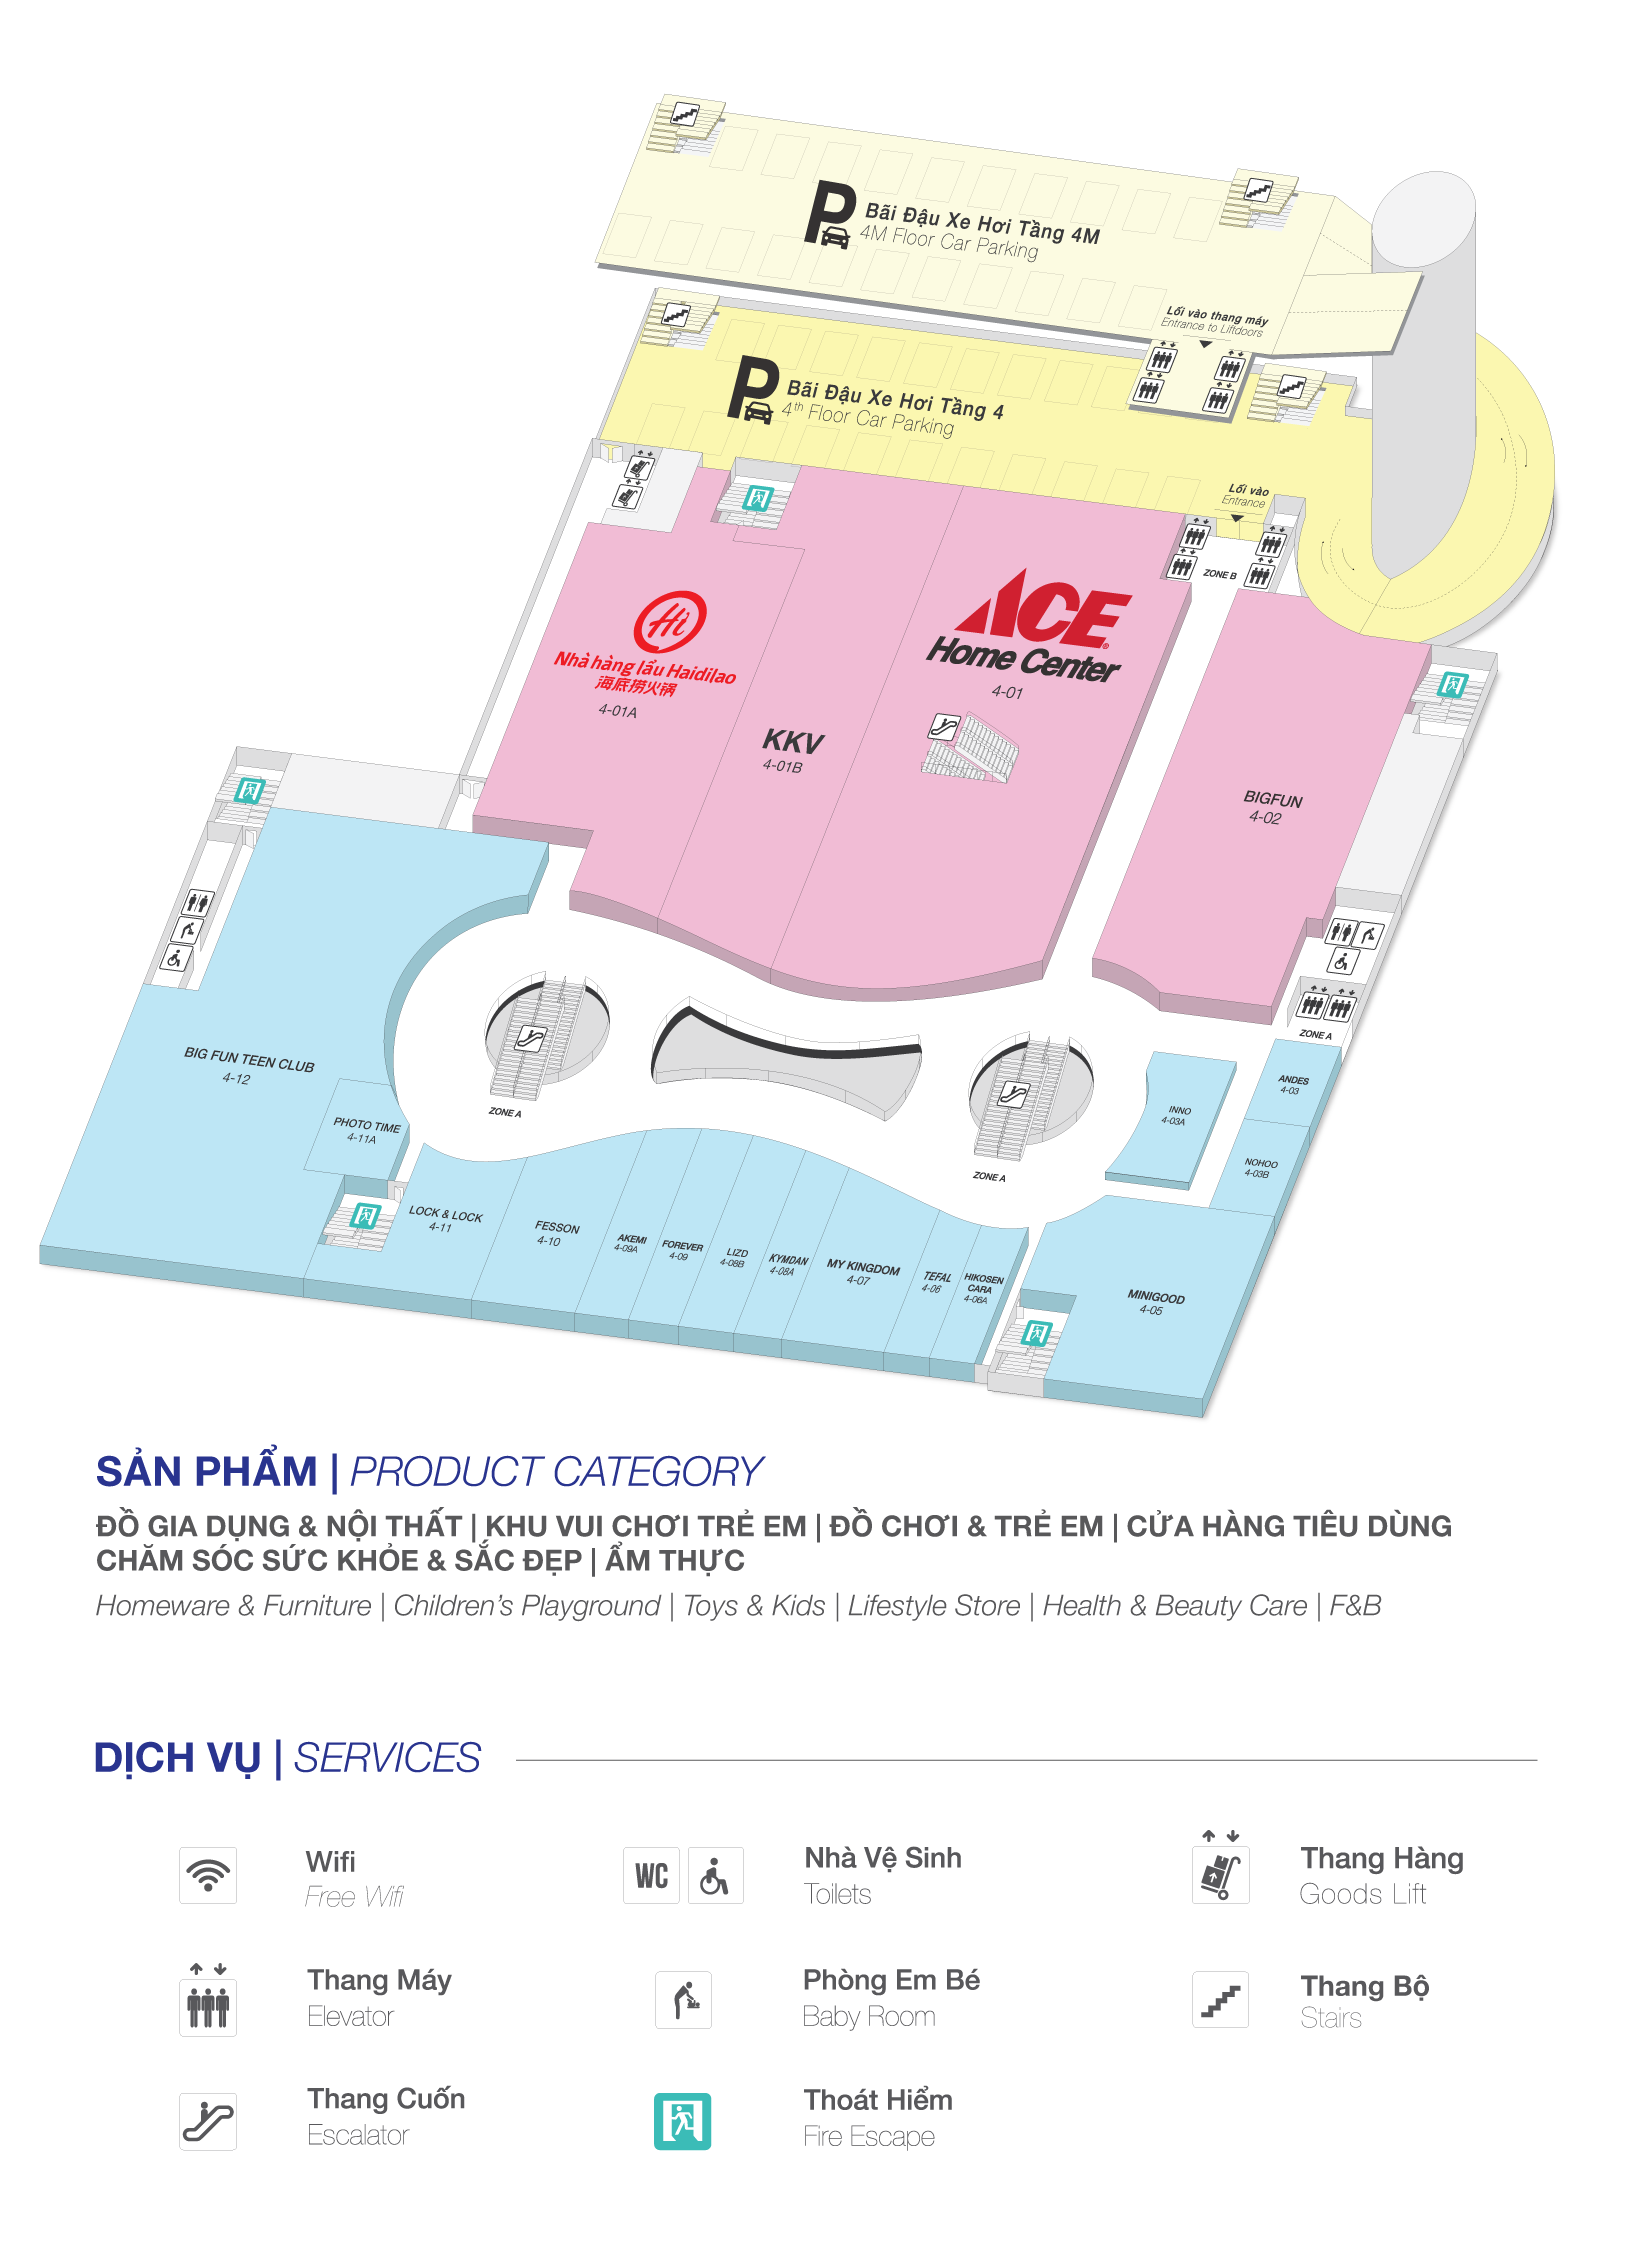 P
Bãi Đậu Xe Hơi Tầng 4M
4M Floor Car Parking
Lối vào thang máy
Entrance to Liftdoors
P
Bãi Đậu Xe Hơi Tầng 4
4th Floor Car Parking
Lối vào
Entrance
ZONE B
Hi
Nhà hàng lẩu Haidilao
海底捞火锅
4-01A
KKV
4-01B
ACE
Home Center
4-01
BIGFUN
4-02
ZONE A
BIG FUN TEEN CLUB
4-12
PHOTO TIME
4-11A
ZONE A
ZONE A
ANDES
4-03
INNO
4-03A
NOHOO
4-03B
LOCK & LOCK
4-11
FESSON
4-10
AKEMI
4-09A
FOREVER
4-09
LIZD
4-08B
KYMDAN
4-08A
MY KINGDOM
4-07
TEFAL
4-06
HIKOSEN
CARA
4-06A
MINIGOOD
4-05
SẢN PHẨM | PRODUCT CATEGORY
ĐỒ GIA DỤNG & NỘI THẤT | KHU VUI CHƠI TRẺ EM | ĐỒ CHƠI & TRẺ EM | CỬA HÀNG TIÊU DÙNG
CHĂM SÓC SỨC KHỎE & SẮC ĐẸP | ẨM THỰC
Homeware & Furniture | Children's Playground | Toys & Kids | Lifestyle Store | Health & Beauty Care | F&B
DỊCH VỤ | SERVICES
Wifi
Free Wifi
WC
Nhà Vệ Sinh
Toilets
Thang Hàng
Goods Lift
Thang Máy
Elevator
Phòng Em Bé
Baby Room
Thang Bộ
Stairs
Thang Cuốn
Escalator
Thoát Hiểm
Fire Escape